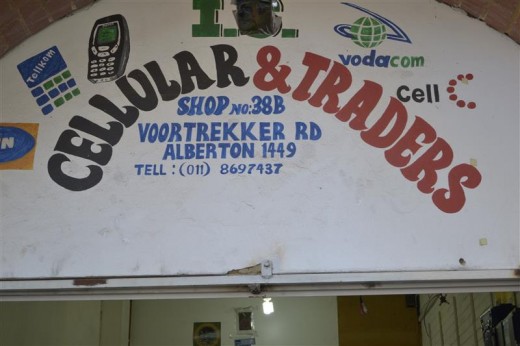 Telkom
vodacom
Cell C
CELLULAR & TRADERS
SHOP NO:38B
VOORTREKKER RD
ALBERTON 1449
TELL : (011) 8697437